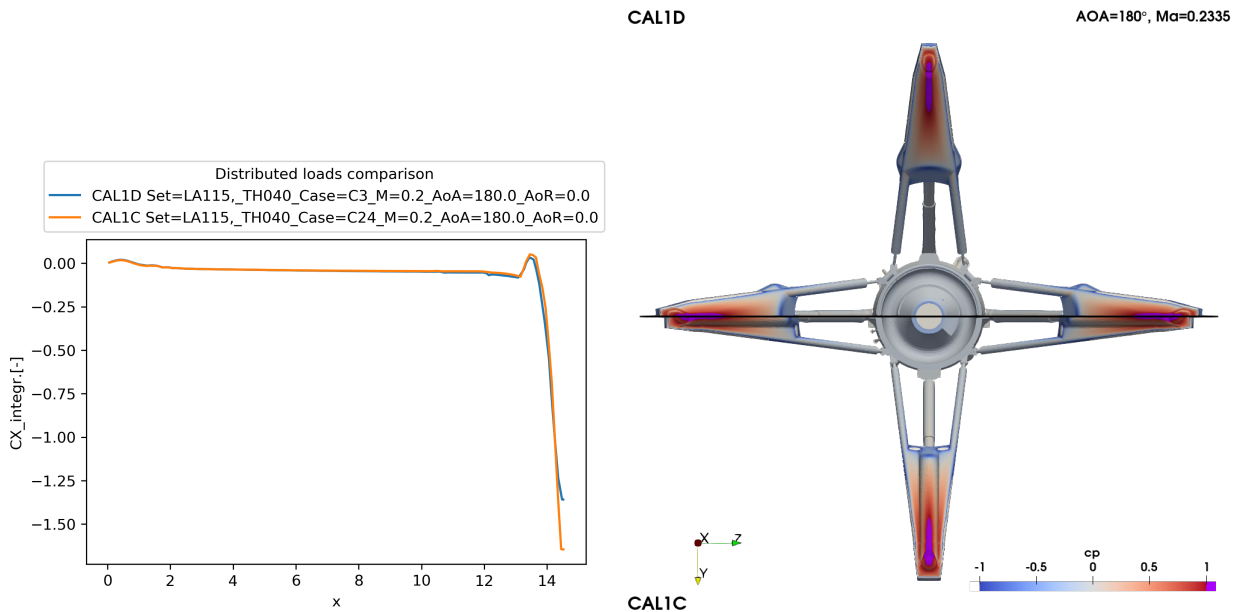 CAL1D
AOA=180°, Ma=0.2335
Distributed loads comparison
CAL1D Set=LA115,_TH040_Case=C3_M=0.2_AoA=180.0_AoR=0.0
CAL1C Set=LA115,_TH040_Case=C24_M=0.2_AoA=180.0_AoR=0.0
0.00
−0.25
−0.50
−0.75
−1.00
−1.25
−1.50
CX_integr.[-]
0 2 4 6 8 10 12 14
x
X
Z
Y
cp
-1 -0.5 0 0.5 1
CAL1C